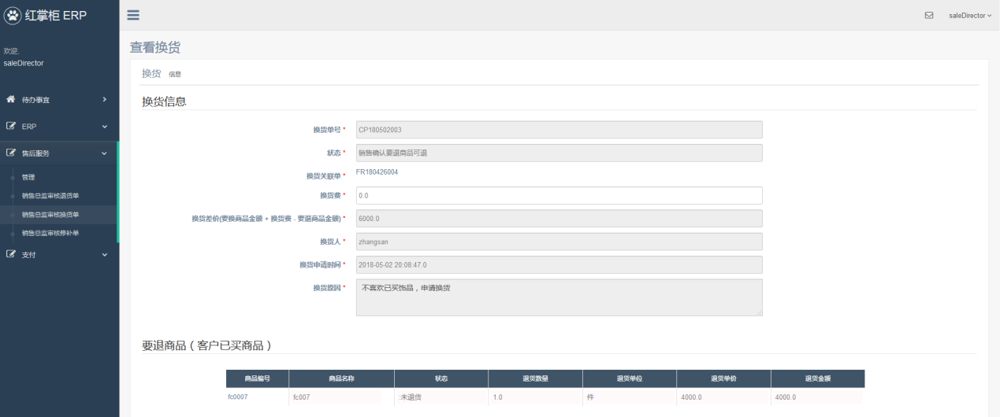 红掌柜 ERP
saleDirector
欢迎,
saleDirector
待办事宜
ERP
售后服务
管理
销售总监审核退货单
销售总监审核换货单
销售总监审核修补单
支付
查看换货
换货 信息
换货信息
换货单号 * CP180502003
状态 * 销售确认要退商品可退
换货关联单 * FR180426004
换货费 * 0.0
换货差价(要换商品金额 + 换货费 - 要退商品金额) * 6000.0
换货人 * zhangsan
换货申请时间 * 2018-05-02 20:08:47.0
换货原因 * 不喜欢已买饰品，申请换货
要退商品（客户已买商品）
商品编号 商品名称 状态 退货数量 退货单位 退货单价 退货金额
fc0007 fc007 未退货 1.0 件 4000.0 4000.0